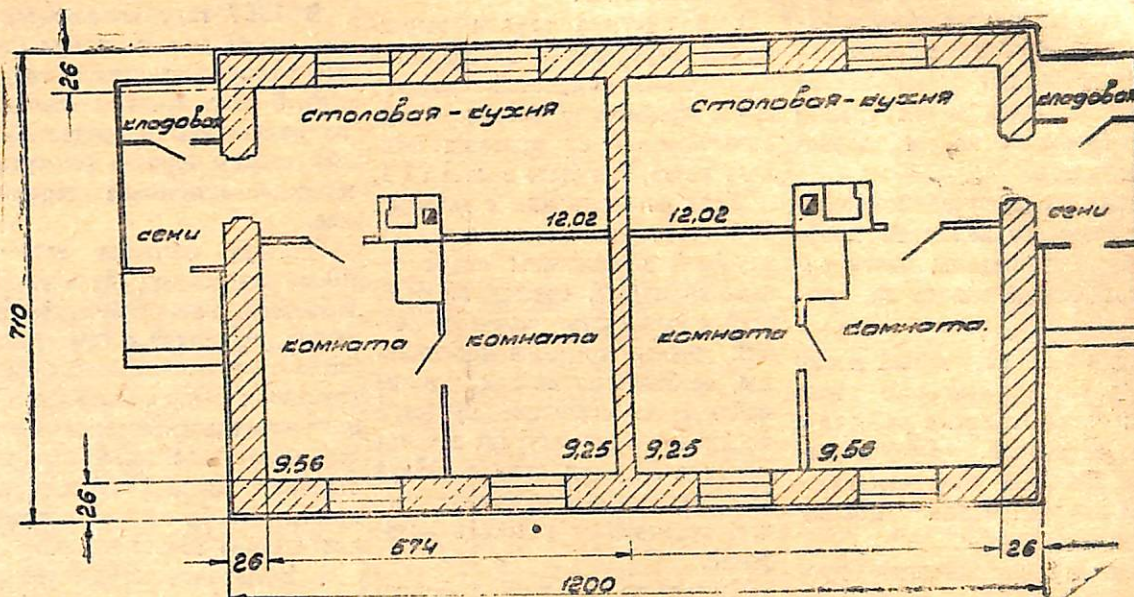 26
столовая-кухня
столовая-кухня
кладовая
кладовая
сени
12.02
12.02
сени
710
комната
комната
комната
комната.
9,56
9,25
9,25
9,56
26
26
574
26
1200